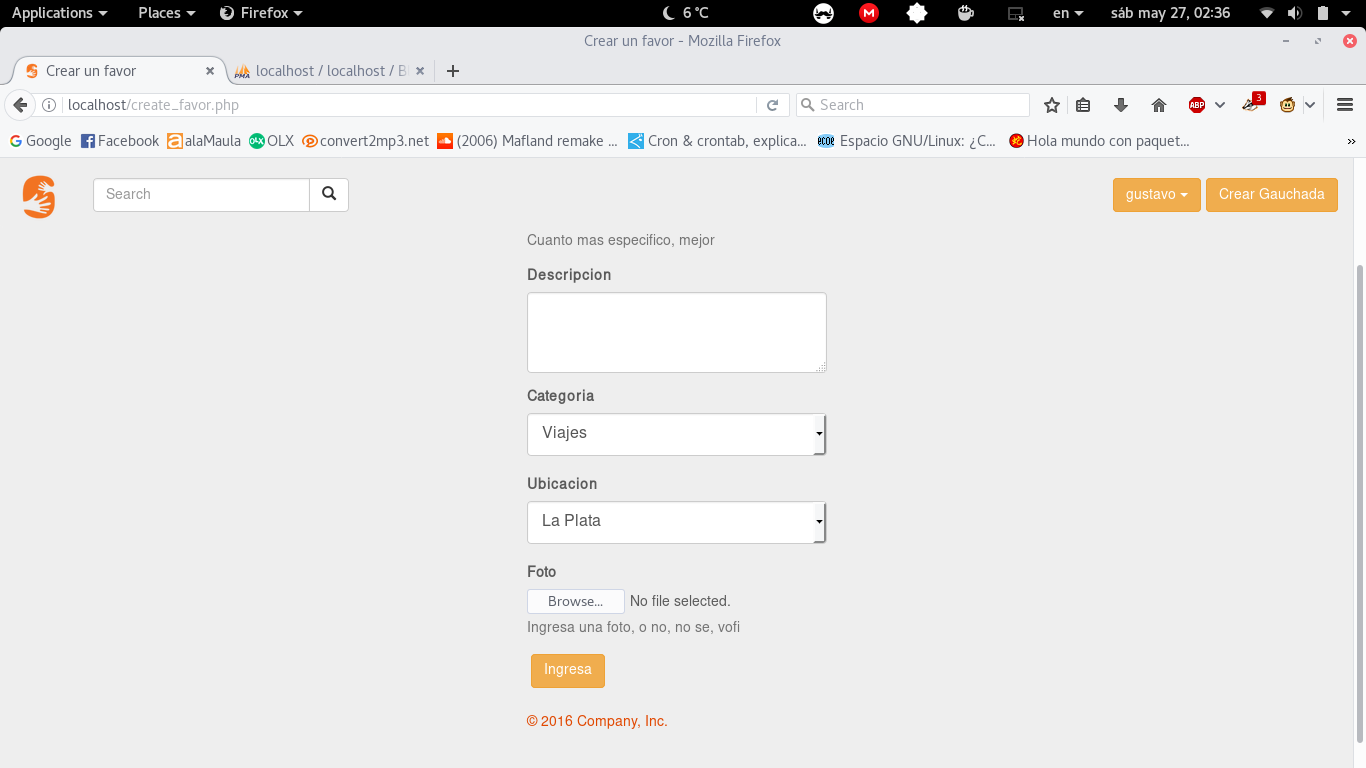 Applications Places Firefox 6 °C en sáb may 27, 02:36
Crear un favor - Mozilla Firefox
Crear un favor localhost / localhost / B
localhost/create_favor.php Search ABP 3
Google Facebook alaMaula OLX convert2mp3.net (2006) Mafland remake ... Cron & crontab, explica... Espacio GNU/Linux: ¿C... Hola mundo con paquet... »
Search gustavo Crear Gauchada
Cuanto mas especifico, mejor
Descripcion
Categoria
Viajes
Ubicacion
La Plata
Foto
Browse... No file selected.
Ingresa una foto, o no, no se, vofi
Ingresa
© 2016 Company, Inc.